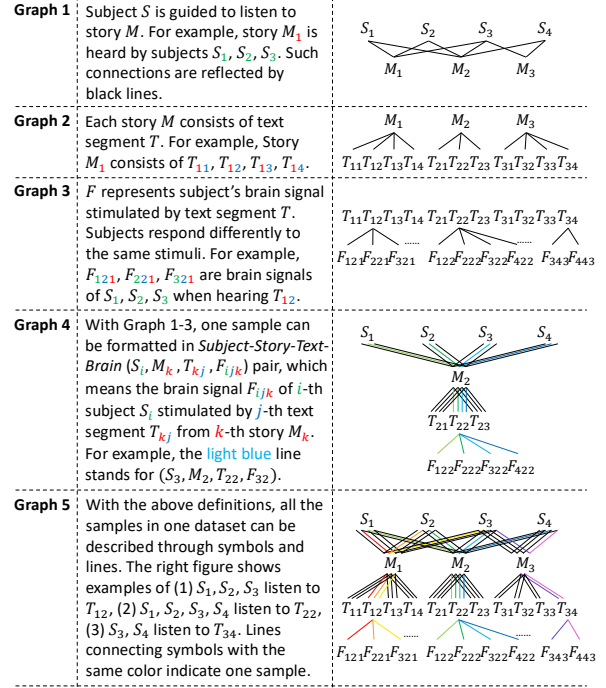 Graph 1
Subject S is guided to listen to
story M. For example, story M₁ is
heard by subjects S₁, S₂, S₃. Such
connections are reflected by
black lines.
S₁ S₂ S₃ S₄
M₁ M₂ M₃
Graph 2
Each story M consists of text
segment T. For example, Story
M₁ consists of T₁₁, T₁₂, T₁₃, T₁₄.
M₁ M₂ M₃
T₁₁T₁₂T₁₃T₁₄ T₂₁T₂₂T₂₃ T₃₁T₃₂T₃₃T₃₄
Graph 3
F represents subject's brain signal
stimulated by text segment T.
Subjects respond differently to
the same stimuli. For example,
F₁₂₁, F₂₂₁, F₃₂₁ are brain signals
of S₁, S₂, S₃ when hearing T₁₂.
T₁₁T₁₂T₁₃T₁₄ T₂₁T₂₂T₂₃ T₃₁T₃₂T₃₃T₃₄
...... ......
F₁₂₁F₂₂₁F₃₂₁ F₁₂₂F₂₂₂F₃₂₂F₄₂₂ F₃₄₃F₄₄₃
Graph 4
With Graph 1-3, one sample can
be formatted in Subject-Story-Text-
Brain (Sᵢ, Mₖ, Tₖⱼ, Fᵢⱼₖ) pair, which
means the brain signal Fᵢⱼₖ of i-th
subject Sᵢ stimulated by j-th text
segment Tₖⱼ from k-th story Mₖ.
For example, the light blue line
stands for (S₃, M₂, T₂₂, F₃₂).
S₁ S₂ S₃ S₄
M₂
T₂₁T₂₂T₂₃
F₁₂₂F₂₂₂F₃₂₂F₄₂₂
Graph 5
With the above definitions, all the
samples in one dataset can be
described through symbols and
lines. The right figure shows
examples of (1) S₁, S₂, S₃ listen to
T₁₂, (2) S₁, S₂, S₃, S₄ listen to T₂₂,
(3) S₃, S₄ listen to T₃₄. Lines
connecting symbols with the
same color indicate one sample.
S₁ S₂ S₃ S₄
M₁ M₂ M₃
T₁₁T₁₂T₁₃T₁₄ T₂₁T₂₂T₂₃ T₃₁T₃₂T₃₃T₃₄
...... ......
F₁₂₁F₂₂₁F₃₂₁ F₁₂₂F₂₂₂F₃₂₂F₄₂₂ F₃₄₃F₄₄₃